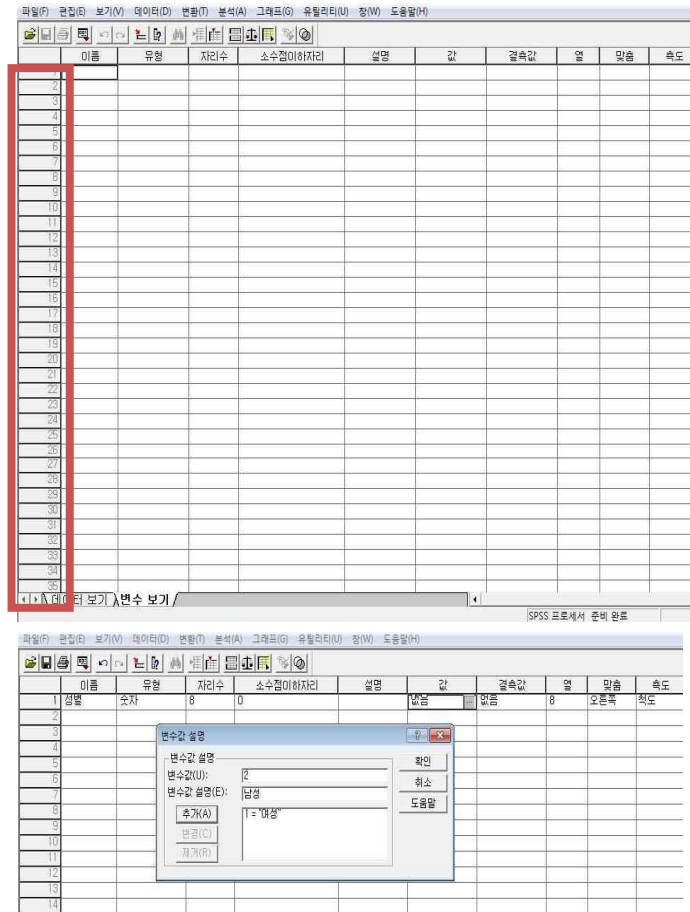 파일(F) 편집(E) 보기(V) 데이터(D) 변환(T) 분석(A) 그래프(G) 유틸리티(U) 창(W) 도움말(H)
이름 유형 자리수 소수점이하자리 설명 값 결측값 열 맞춤 측도
1
2
3
4
5
6
7
8
9
10
11
12
13
14
15
16
17
18
19
20
21
22
23
24
25
26
27
28
29
30
31
32
33
34
35
데이터 보기 변수 보기
SPSS 프로세서 준비 완료
파일(F) 편집(E) 보기(V) 데이터(D) 변환(T) 분석(A) 그래프(G) 유틸리티(U) 창(W) 도움말(H)
이름 유형 자리수 소수점이하자리 설명 값 결측값 열 맞춤 측도
1 성별 숫자 8 0 없음 ... 없음 8 오른쪽 척도
2
3
4
5
6
7
8
9
10
11
12
13
14
변수값 설명
변수값 설명
변수값(U): 2
변수값 설명(E): 남성
추가(A) 1 = "여성"
변경(C)
제거(R)
확인
취소
도움말